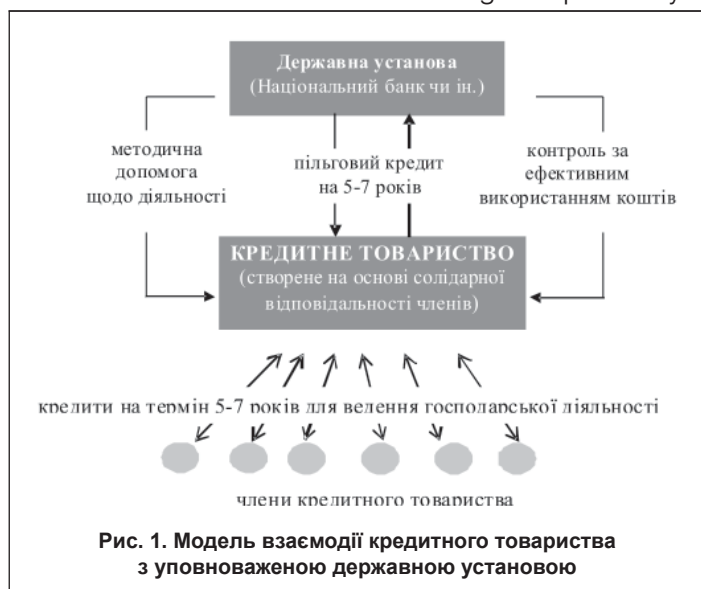 Державна установа
(Національний банк чи ін.)
методична
допомога
щодо діяльності
пільговий кредит
на 5-7 років
контроль за
ефективним
використанням коштів
КРЕДИТНЕ ТОВАРИСТВО
(створене на основі солідарної
відповідальності членів)
кредити на термін 5-7 років для ведення господарської діяльності
члени кредитного товариства
Рис. 1. Модель взаємодії кредитного товариства
з уповноваженою державною установою